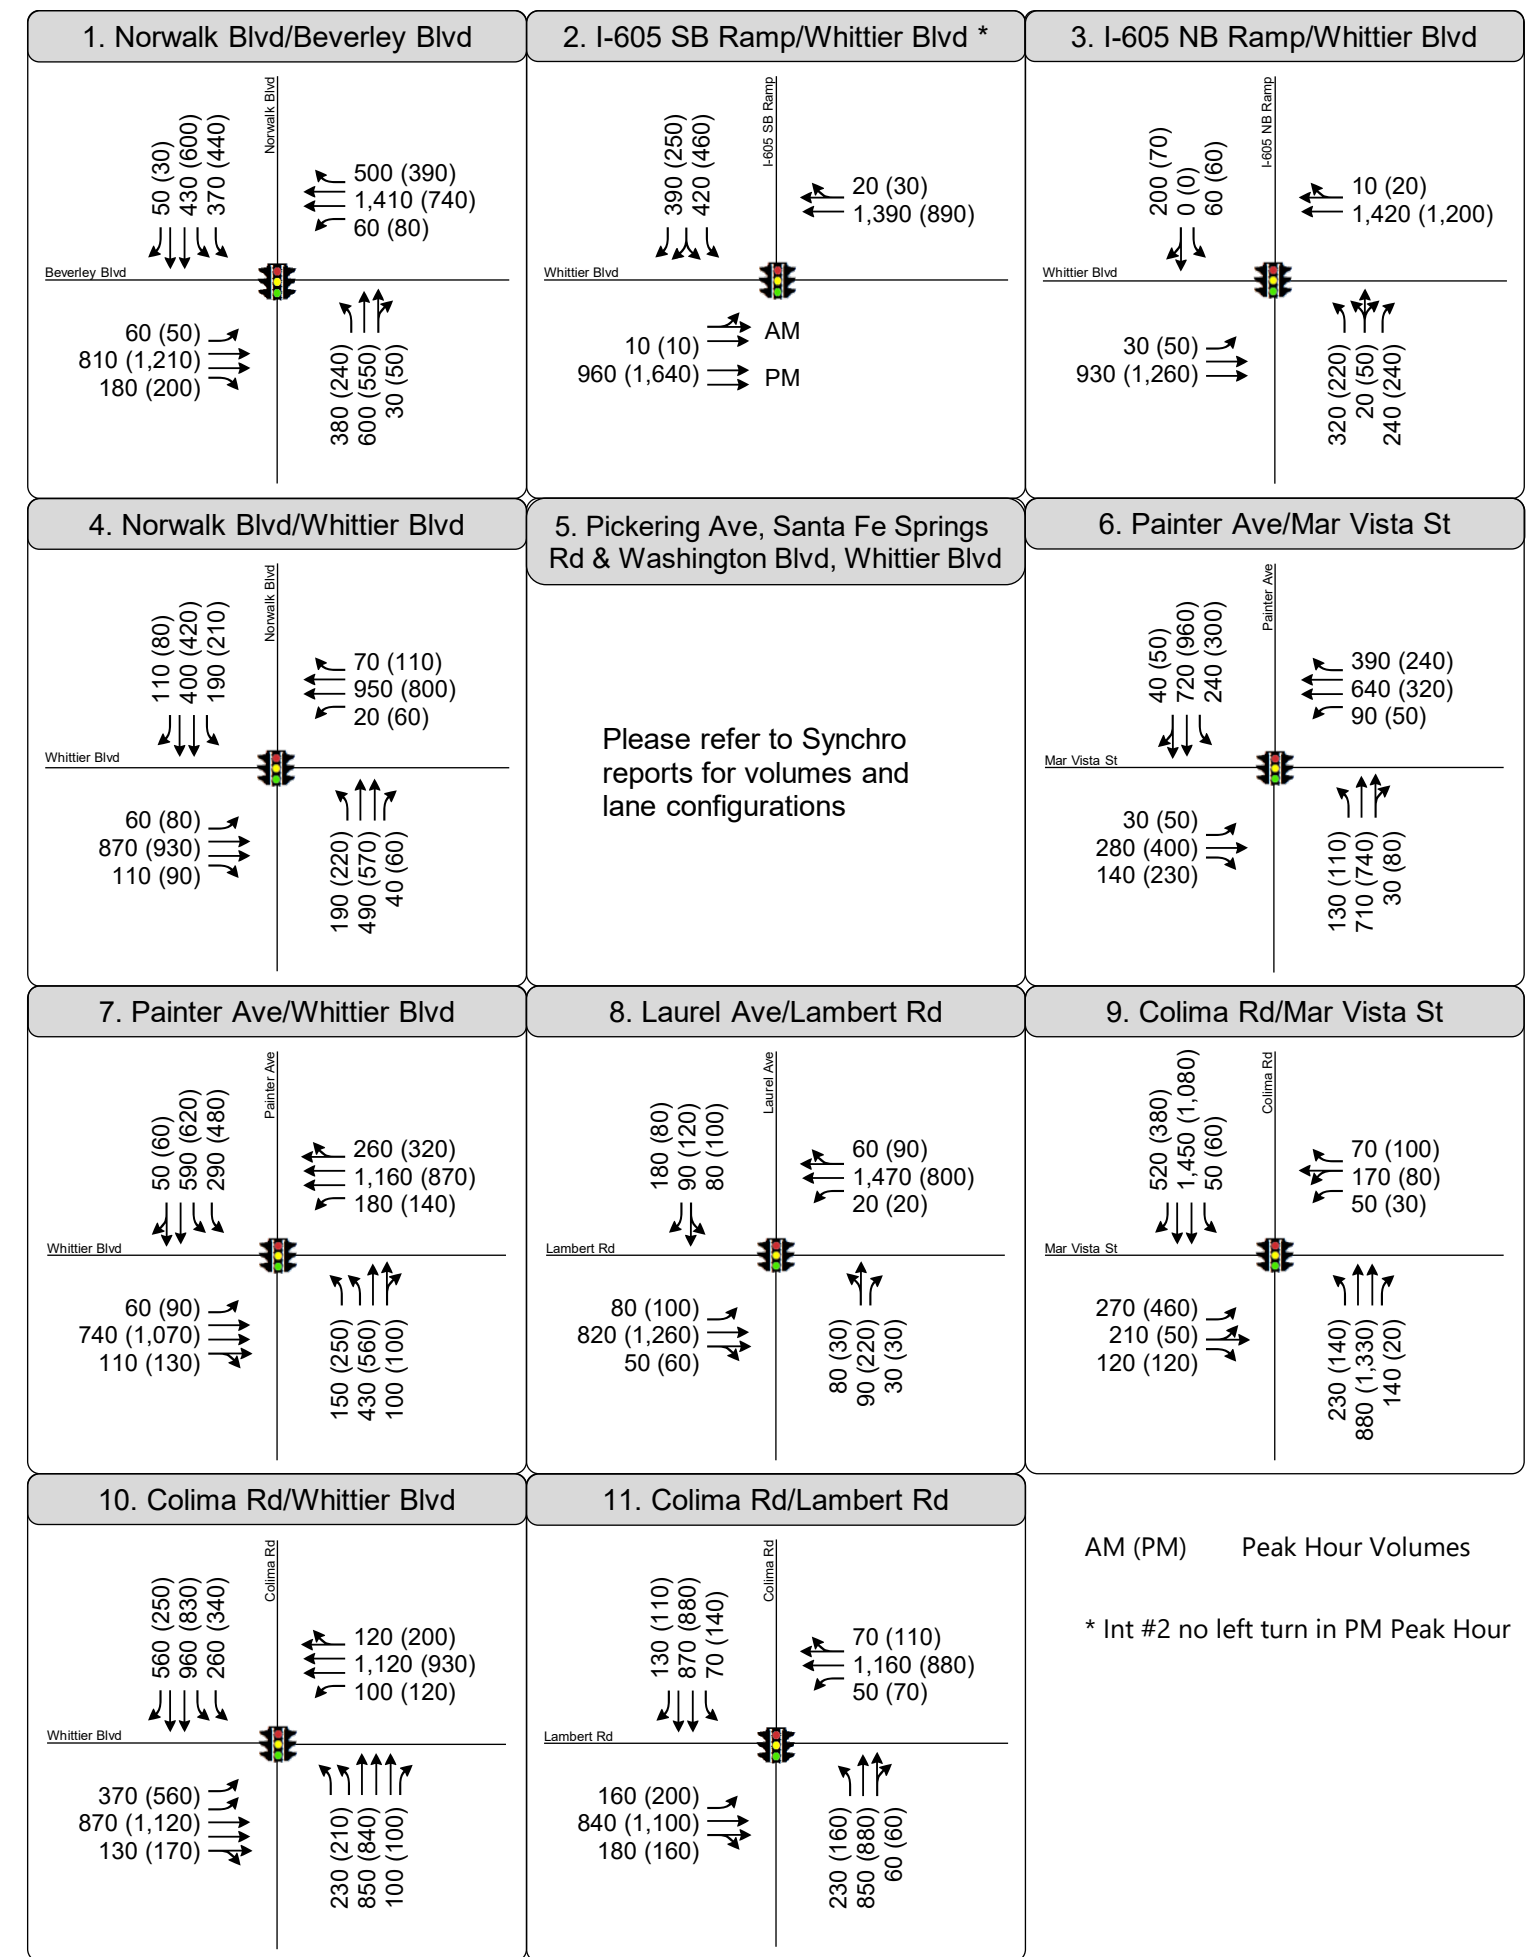 1. Norwalk Blvd/Beverley Blvd
Norwalk Blvd
50 (30)
430 (600)
370 (440)
500 (390)
1,410 (740)
60 (80)
Beverley Blvd
60 (50)
810 (1,210)
180 (200)
380 (240)
600 (550)
30 (50)
2. I-605 SB Ramp/Whittier Blvd *
I-605 SB Ramp
390 (250)
420 (460)
20 (30)
1,390 (890)
Whittier Blvd
AM
10 (10)
960 (1,640)
PM
3. I-605 NB Ramp/Whittier Blvd
I-605 NB Ramp
200 (70)
0 (0)
60 (60)
10 (20)
1,420 (1,200)
Whittier Blvd
30 (50)
930 (1,260)
320 (220)
20 (50)
240 (240)
4. Norwalk Blvd/Whittier Blvd
Norwalk Blvd
110 (80)
400 (420)
190 (210)
70 (110)
950 (800)
20 (60)
Whittier Blvd
60 (80)
870 (930)
110 (90)
190 (220)
490 (570)
40 (60)
5. Pickering Ave, Santa Fe Springs
Rd & Washington Blvd, Whittier Blvd
Please refer to Synchro
reports for volumes and
lane configurations
6. Painter Ave/Mar Vista St
Painter Ave
40 (50)
720 (960)
240 (300)
390 (240)
640 (320)
90 (50)
Mar Vista St
30 (50)
280 (400)
140 (230)
130 (110)
710 (740)
30 (80)
7. Painter Ave/Whittier Blvd
Painter Ave
50 (60)
590 (620)
290 (480)
260 (320)
1,160 (870)
180 (140)
Whittier Blvd
60 (90)
740 (1,070)
110 (130)
150 (250)
430 (560)
100 (100)
8. Laurel Ave/Lambert Rd
Laurel Ave
180 (80)
90 (120)
80 (100)
60 (90)
1,470 (800)
20 (20)
Lambert Rd
80 (100)
820 (1,260)
50 (60)
80 (30)
90 (220)
30 (30)
9. Colima Rd/Mar Vista St
Colima Rd
520 (380)
1,450 (1,080)
50 (60)
70 (100)
170 (80)
50 (30)
Mar Vista St
270 (460)
210 (50)
120 (120)
230 (140)
880 (1,330)
140 (20)
10. Colima Rd/Whittier Blvd
Colima Rd
560 (250)
960 (830)
260 (340)
120 (200)
1,120 (930)
100 (120)
Whittier Blvd
370 (560)
870 (1,120)
130 (170)
230 (210)
850 (840)
100 (100)
11. Colima Rd/Lambert Rd
Colima Rd
130 (110)
870 (880)
70 (140)
70 (110)
1,160 (880)
50 (70)
Lambert Rd
160 (200)
840 (1,100)
180 (160)
230 (160)
850 (880)
60 (60)
AM (PM) Peak Hour Volumes
* Int #2 no left turn in PM Peak Hour